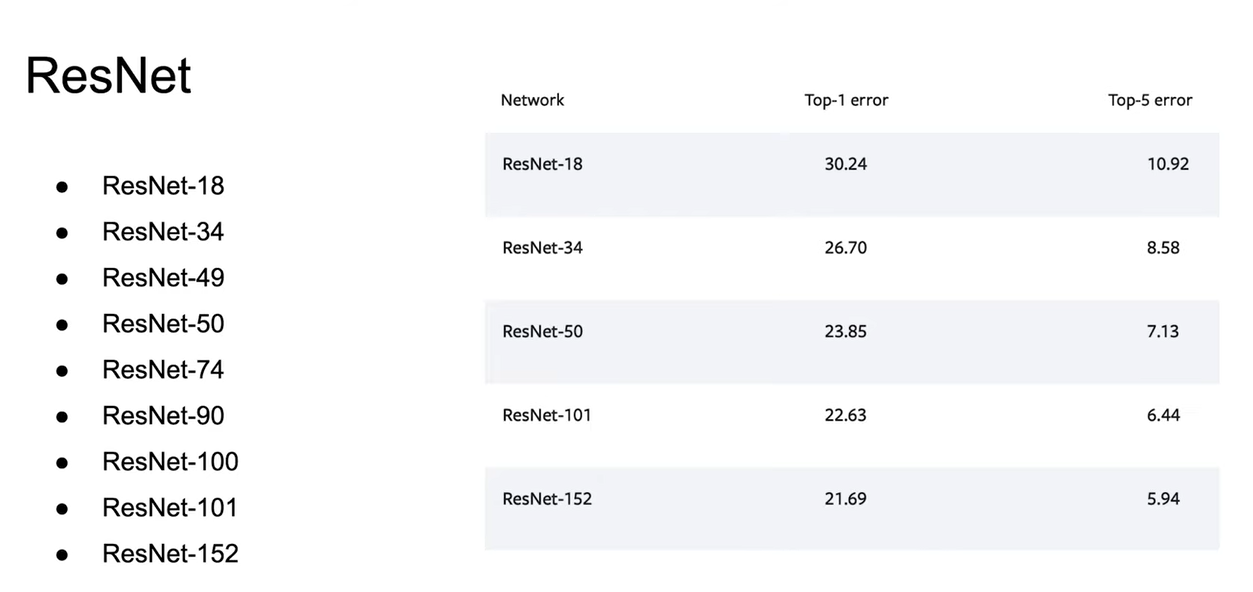 ResNet
● ResNet-18
● ResNet-34
● ResNet-49
● ResNet-50
● ResNet-74
● ResNet-90
● ResNet-100
● ResNet-101
● ResNet-152
Network Top-1 error Top-5 error
ResNet-18 30.24 10.92
ResNet-34 26.70 8.58
ResNet-50 23.85 7.13
ResNet-101 22.63 6.44
ResNet-152 21.69 5.94